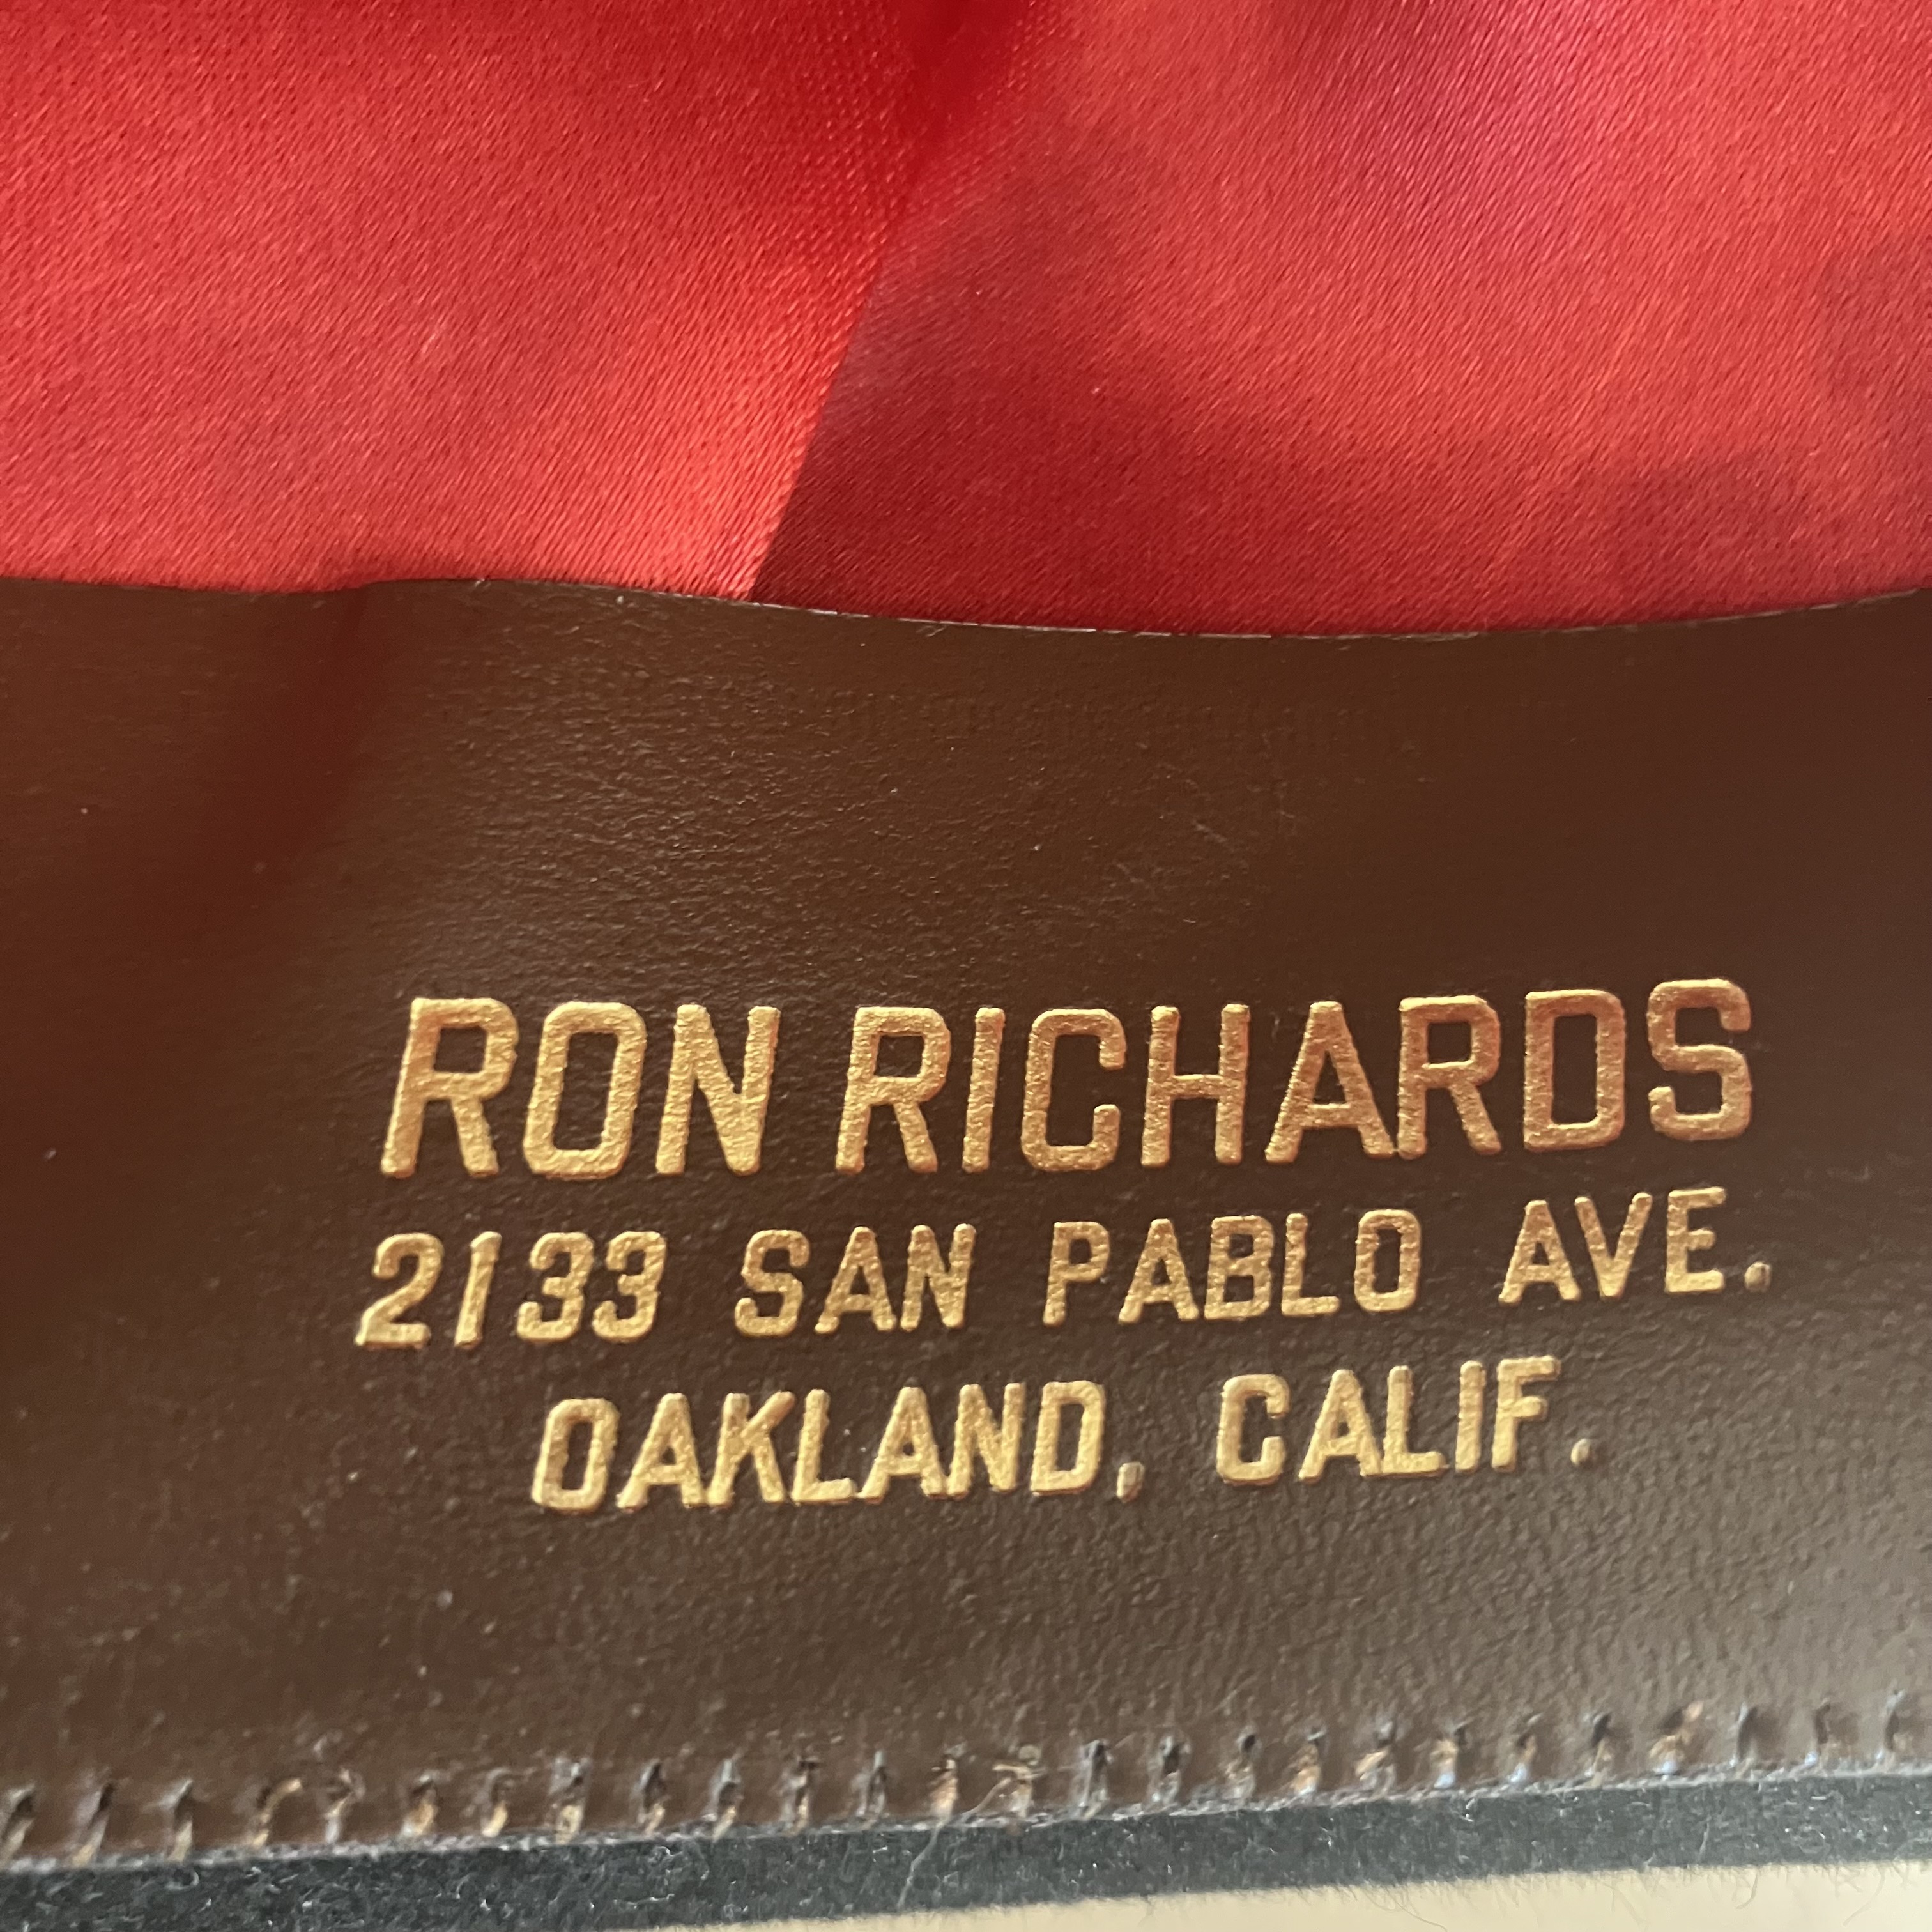 RON RICHARDS
2133 SAN PABLO AVE.
OAKLAND, CALIF.